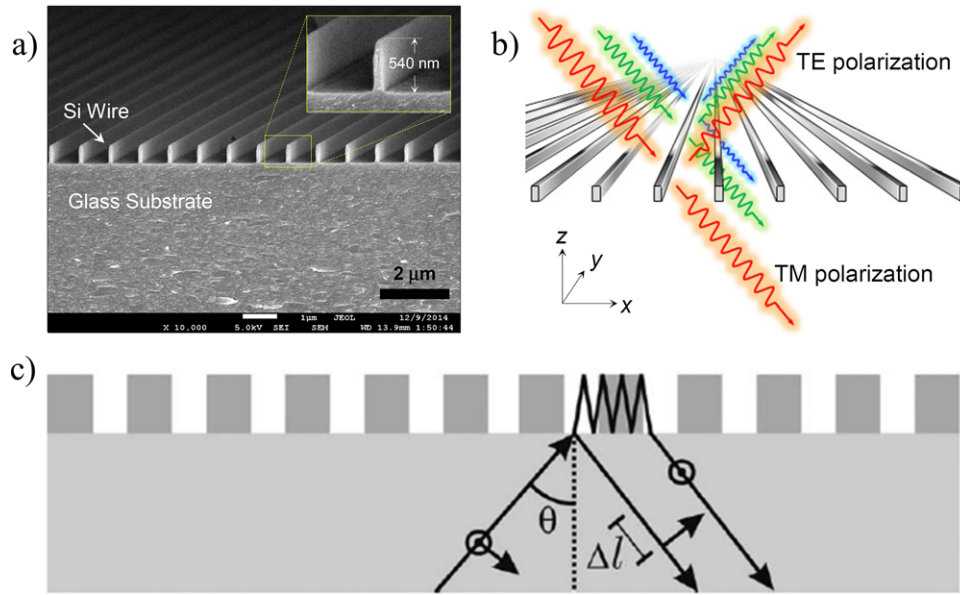 a)
540 nm
Si Wire
Glass Substrate
2 μm
1μm JEOL 12/9/2014
X 10,000 5.0kV SEI SEM WD 13.9mm 1:50:44
b)
TE polarization
z
y
x
TM polarization
c)
θ
Δl